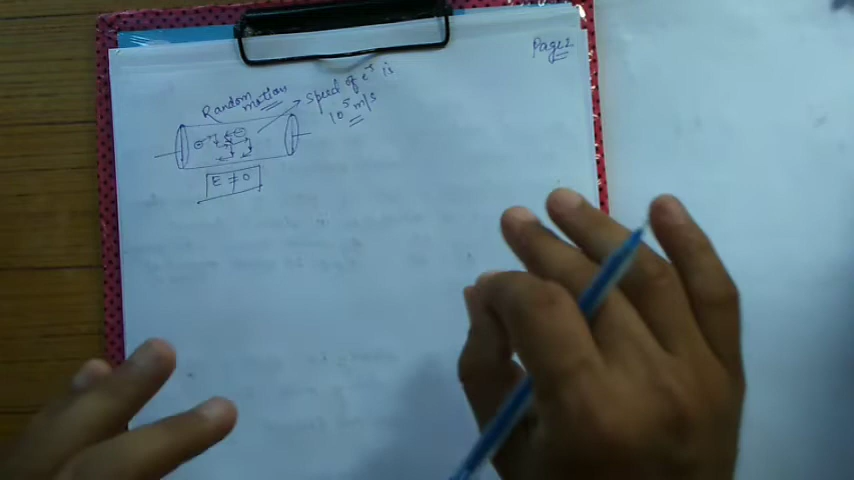 Page 2
Random motion
Speed of e⁻s is
10⁵ m/s
E ≠ 0